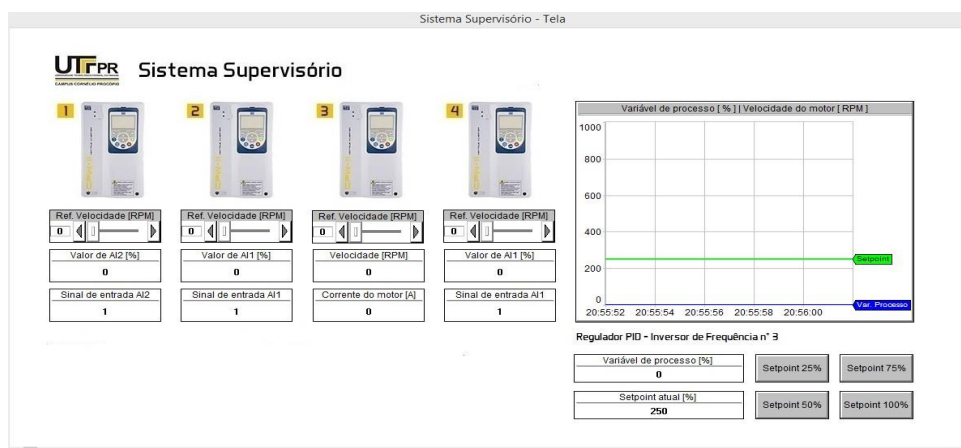 Sistema Supervisório - Tela
UTFPR
CAMPUS CORNÉLIO PROCÓPIO
Sistema Supervisório
1 2 3 4
Ref. Velocidade [RPM] Ref. Velocidade [RPM] Ref. Velocidade [RPM] Ref. Velocidade [RPM]
0 0 0 0
Valor de AI2 [%] Valor de AI1 [%] Velocidade [RPM] Valor de AI1 [%]
0 0 0 0
Sinal de entrada AI2 Sinal de entrada AI1 Corrente do motor [A] Sinal de entrada AI1
1 1 0 1
Variável de processo [ % ] | Velocidade do motor [ RPM ]
1000
800
600
400
Setpoint
200
0
Var. Processo
20:55:52 20:55:54 20:55:56 20:55:58 20:56:00
Regulador PID - Inversor de Frequência n° 3
Variável de processo [%]
0
Setpoint 25% Setpoint 75%
Setpoint atual [%]
250
Setpoint 50% Setpoint 100%